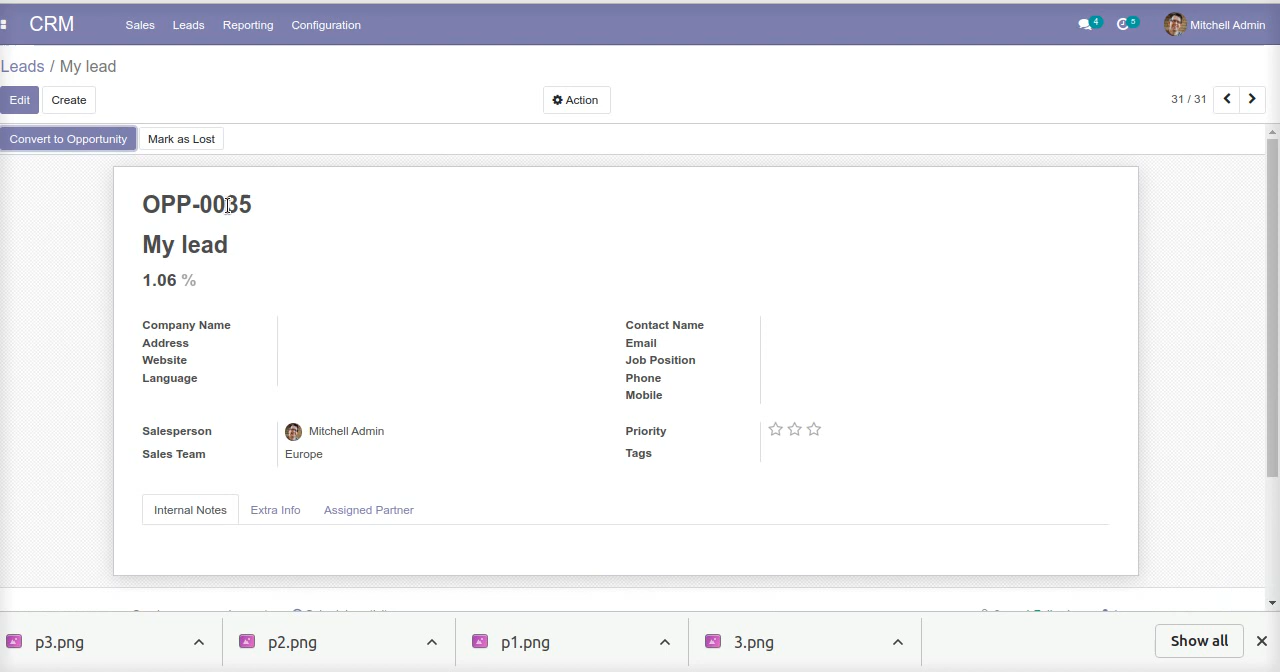 CRM Sales Leads Reporting Configuration 4 5 Mitchell Admin
Leads / My lead
Edit Create Action 31 / 31
Convert to Opportunity Mark as Lost
OPP-0035
My lead
1.06 %
Company Name Contact Name
Address Email
Website Job Position
Language Phone
Mobile
Salesperson Mitchell Admin Priority
Sales Team Europe Tags
Internal Notes Extra Info Assigned Partner
p3.png p2.png p1.png 3.png Show all